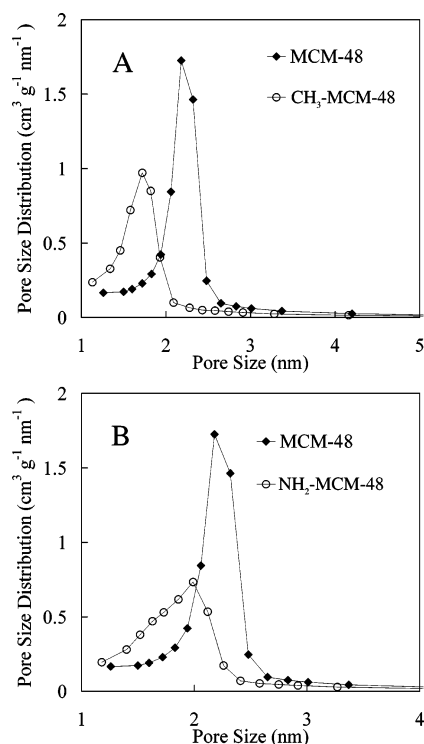 2
A
MCM-48
1.5
CH₃-MCM-48
1
0.5
0
Pore Size Distribution (cm³ g⁻¹ nm⁻¹)
1 2 3 4 5
Pore Size (nm)
2
B
MCM-48
1.5
NH₂-MCM-48
1
0.5
0
Pore Size Distribution (cm³ g⁻¹ nm⁻¹)
1 2 3 4
Pore Size (nm)